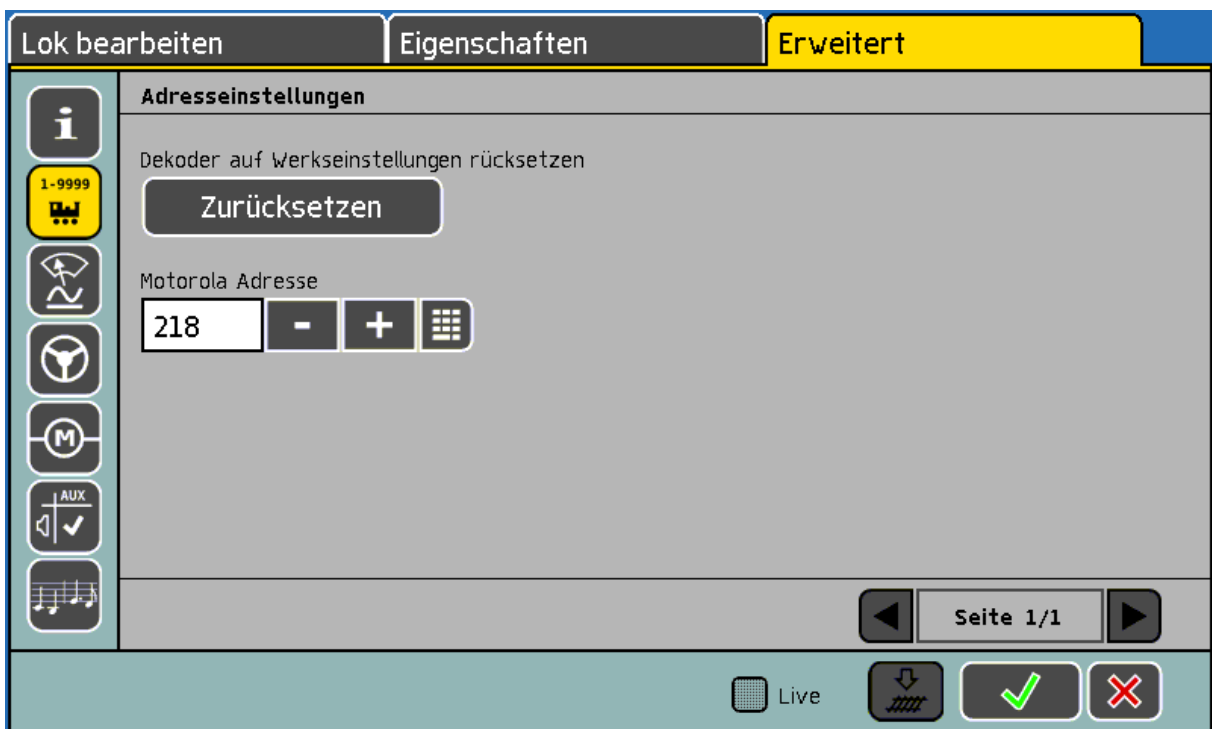 Lok bearbeiten
Eigenschaften
Erweitert
Adresseinstellungen
i
Dekoder auf Werkseinstellungen rücksetzen
1-9999
Zurücksetzen
Motorola Adresse
218
-
+
M
AUX
Seite 1/1
Live